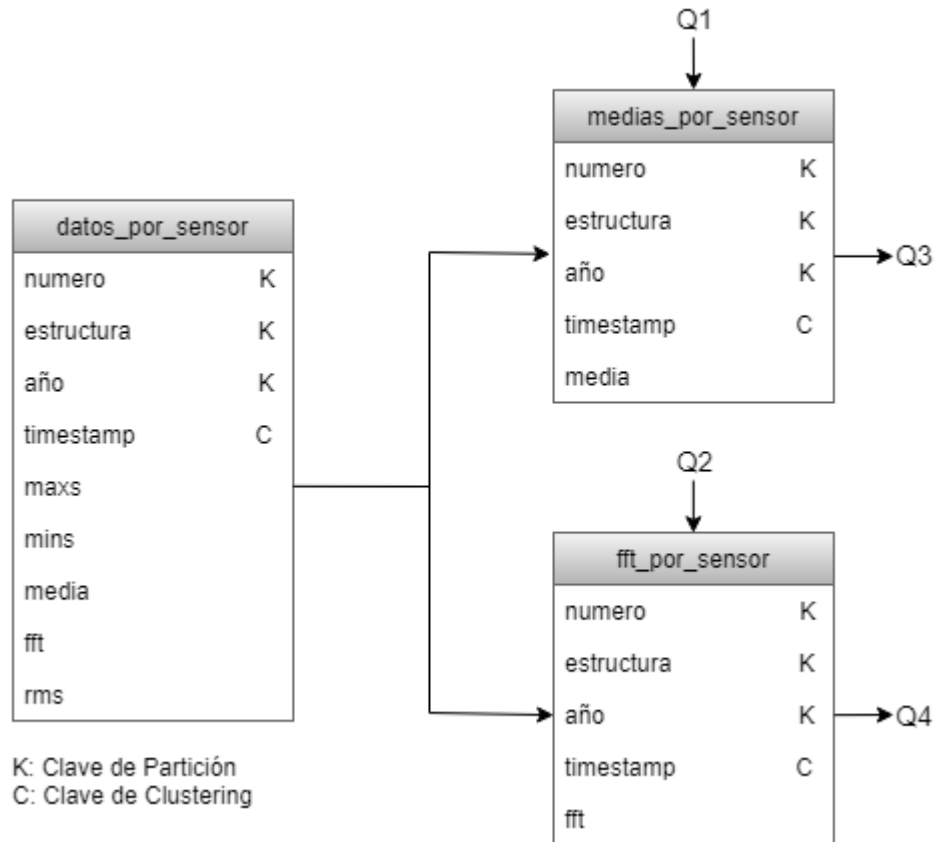 datos_por_sensor
numero K
estructura K
año K
timestamp C
maxs
mins
media
fft
rms
K: Clave de Partición
C: Clave de Clustering
Q1
medias_por_sensor
numero K
estructura K
año K
timestamp C
media
Q3
Q2
fft_por_sensor
numero K
estructura K
año K
timestamp C
fft
Q4